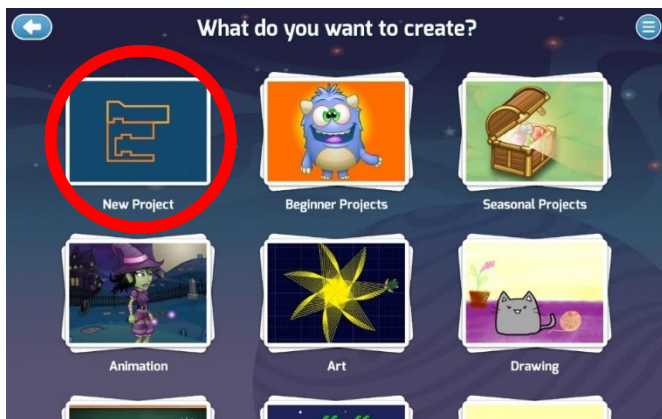 What do you want to create?
New Project
Beginner Projects
Seasonal Projects
Animation
Art
Drawing